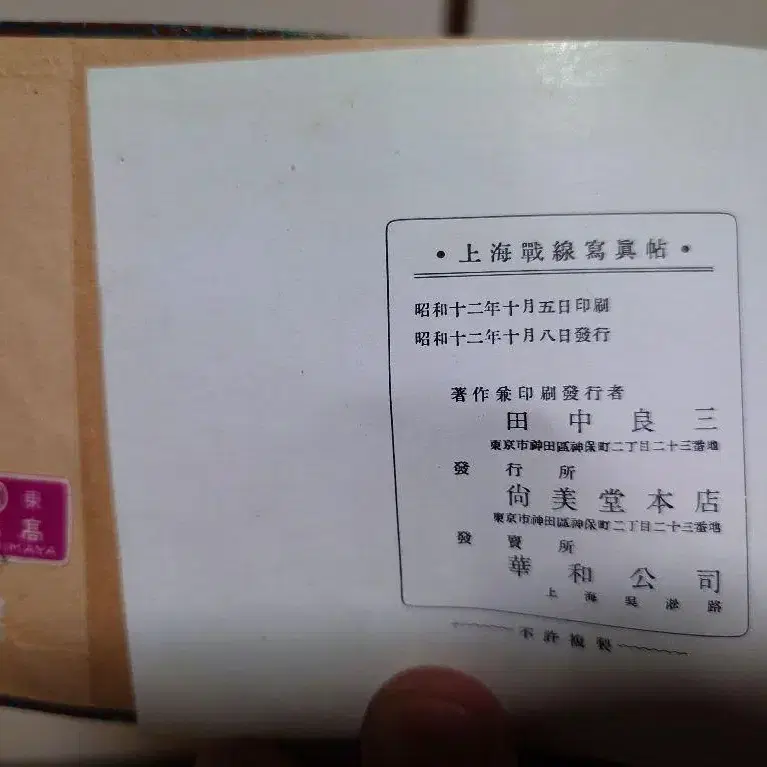 • 上海戰線寫眞帖 •
昭和十二年十月五日印刷
昭和十二年十月八日發行
著作兼印刷發行者
田中良三
東京市神田區神保町二丁目二十三番地
發行所
尙美堂本店
東京市神田區神保町二丁目二十三番地
發賣所
華和公司
上海吳淞路
不許複製
東
高